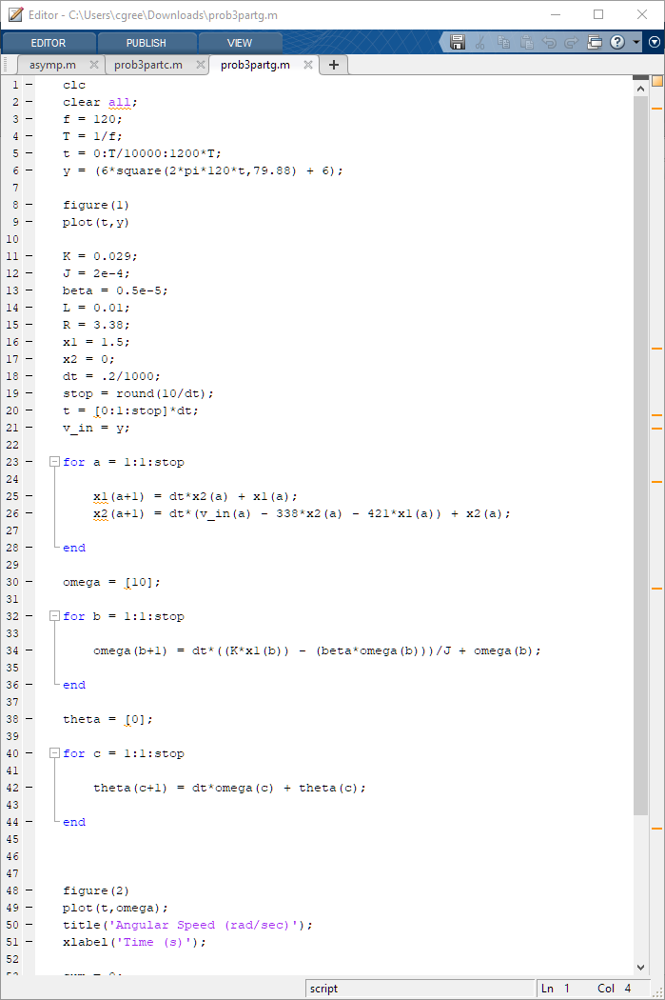 Editor - C:\Users\cgree\Downloads\prob3partg.m
EDITOR PUBLISH VIEW
asymp.m prob3partc.m prob3partg.m
1 clc
2 clear all;
3 f = 120;
4 T = 1/f;
5 t = 0:T/10000:1200*T;
6 y = (6*square(2*pi*120*t,79.88) + 6);
7
8 figure(1)
9 plot(t,y)
10
11 K = 0.029;
12 J = 2e-4;
13 beta = 0.5e-5;
14 L = 0.01;
15 R = 3.38;
16 x1 = 1.5;
17 x2 = 0;
18 dt = .2/1000;
19 stop = round(10/dt);
20 t = [0:1:stop]*dt;
21 v_in = y;
22
23 for a = 1:1:stop
24
25 x1(a+1) = dt*x2(a) + x1(a);
26 x2(a+1) = dt*(v_in(a) - 338*x2(a) - 421*x1(a)) + x2(a);
27
28 end
29
30 omega = [10];
31
32 for b = 1:1:stop
33
34 omega(b+1) = dt*((K*x1(b)) - (beta*omega(b)))/J + omega(b);
35
36 end
37
38 theta = [0];
39
40 for c = 1:1:stop
41
42 theta(c+1) = dt*omega(c) + theta(c);
43
44 end
45
46
47
48 figure(2)
49 plot(t,omega);
50 title('Angular Speed (rad/sec)');
51 xlabel('Time (s)');
52
script Ln 1 Col 4